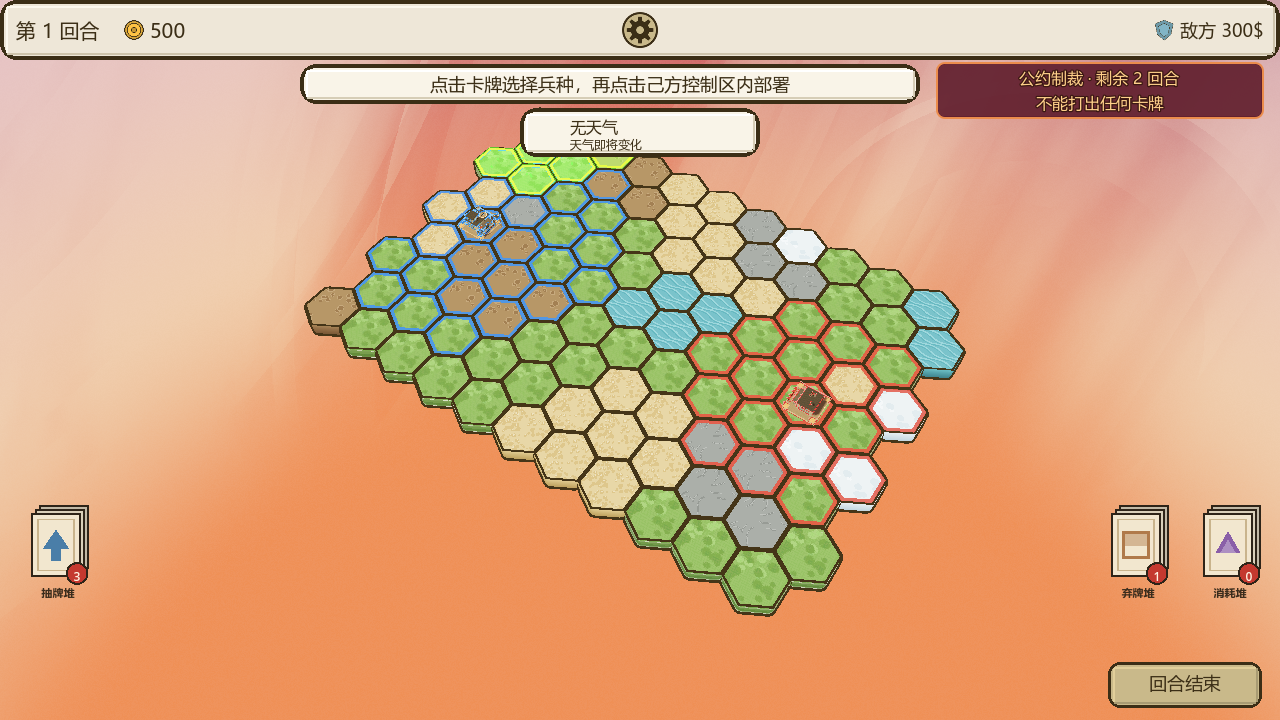 第 1 回合
500
敌方 300$
点击卡牌选择兵种，再点击己方控制区内部署
公约制裁 · 剩余 2 回合
不能打出任何卡牌
无天气
天气即将变化
3
抽牌堆
1
弃牌堆
0
消耗堆
回合结束